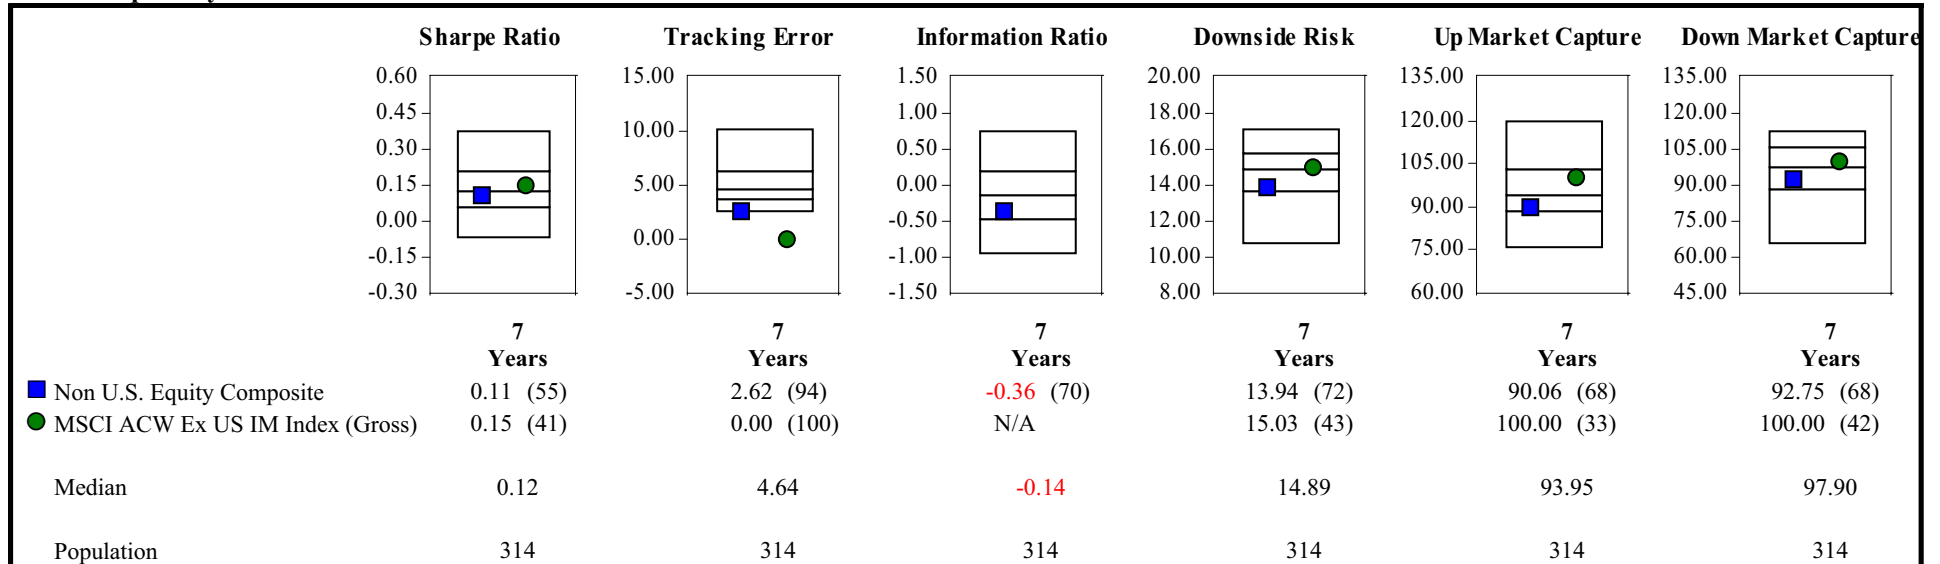 Sharpe Ratio Tracking Error Information Ratio Downside Risk Up Market Capture Down Market Capture
0.60 15.00 1.50 20.00 135.00 135.00
0.45 1.00 18.00 120.00
10.00 120.00
0.30 0.50 16.00 105.00 105.00
0.15 5.00 0.00 14.00 90.00
0.00 -0.50 12.00 90.00 75.00
0.00
-0.15 -1.00 10.00 75.00 60.00
-0.30 -5.00 -1.50 8.00 60.00 45.00
7 7 7 7 7 7
Years Years Years Years Years Years
Non U.S. Equity Composite 0.11 (55) 2.62 (94) -0.36 (70) 13.94 (72) 90.06 (68) 92.75 (68)
MSCI ACW Ex US IM Index (Gross) 0.15 (41) 0.00 (100) N/A 15.03 (43) 100.00 (33) 100.00 (42)
Median 0.12 4.64 -0.14 14.89 93.95 97.90
Population 314 314 314 314 314 314